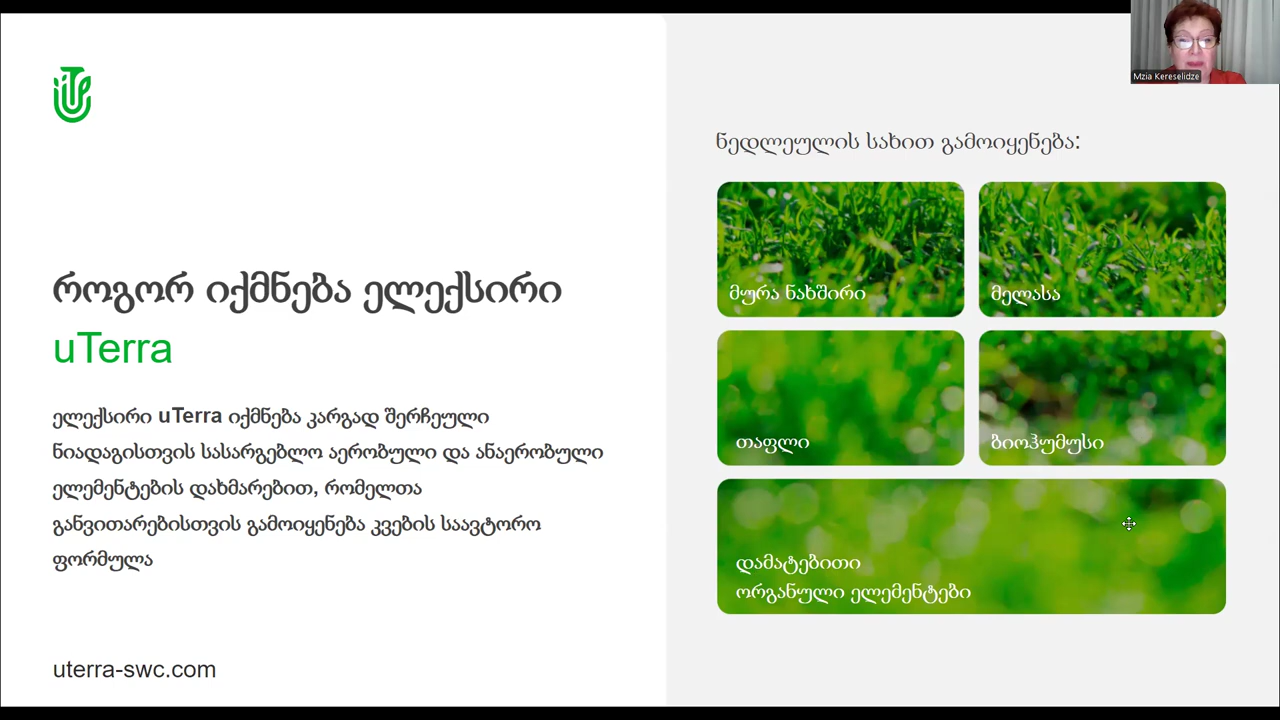 Mzia Kereselidze
როგორ იქმნება ელექსირი
uTerra
ელექსირი uTerra იქმნება კარგად შერჩეული
ნიადაგისთვის სასარგებლო აერობული და ანაერობული
ელემენტების დახმარებით, რომელთა
განვითარებისთვის გამოიყენება კვების საავტორო
ფორმულა
uterra-swc.com
ნედლეულის სახით გამოიყენება:
მურა ნახშირი
მელასა
თაფლი
ბიოჰუმუსი
დამატებითი
ორგანული ელემენტები